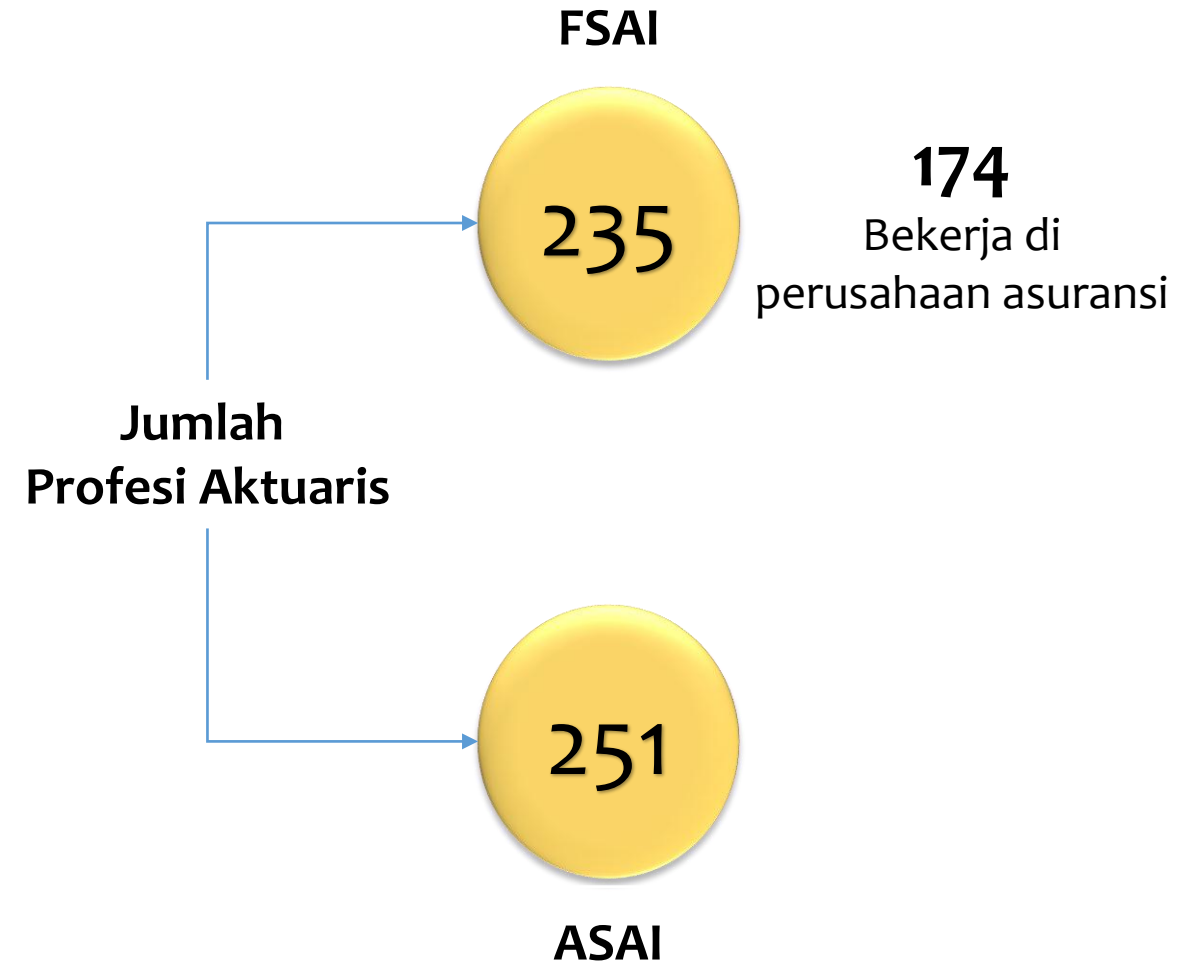 FSAI
235
174
Bekerja di
perusahaan asuransi
Jumlah
Profesi Aktuaris
251
ASAI